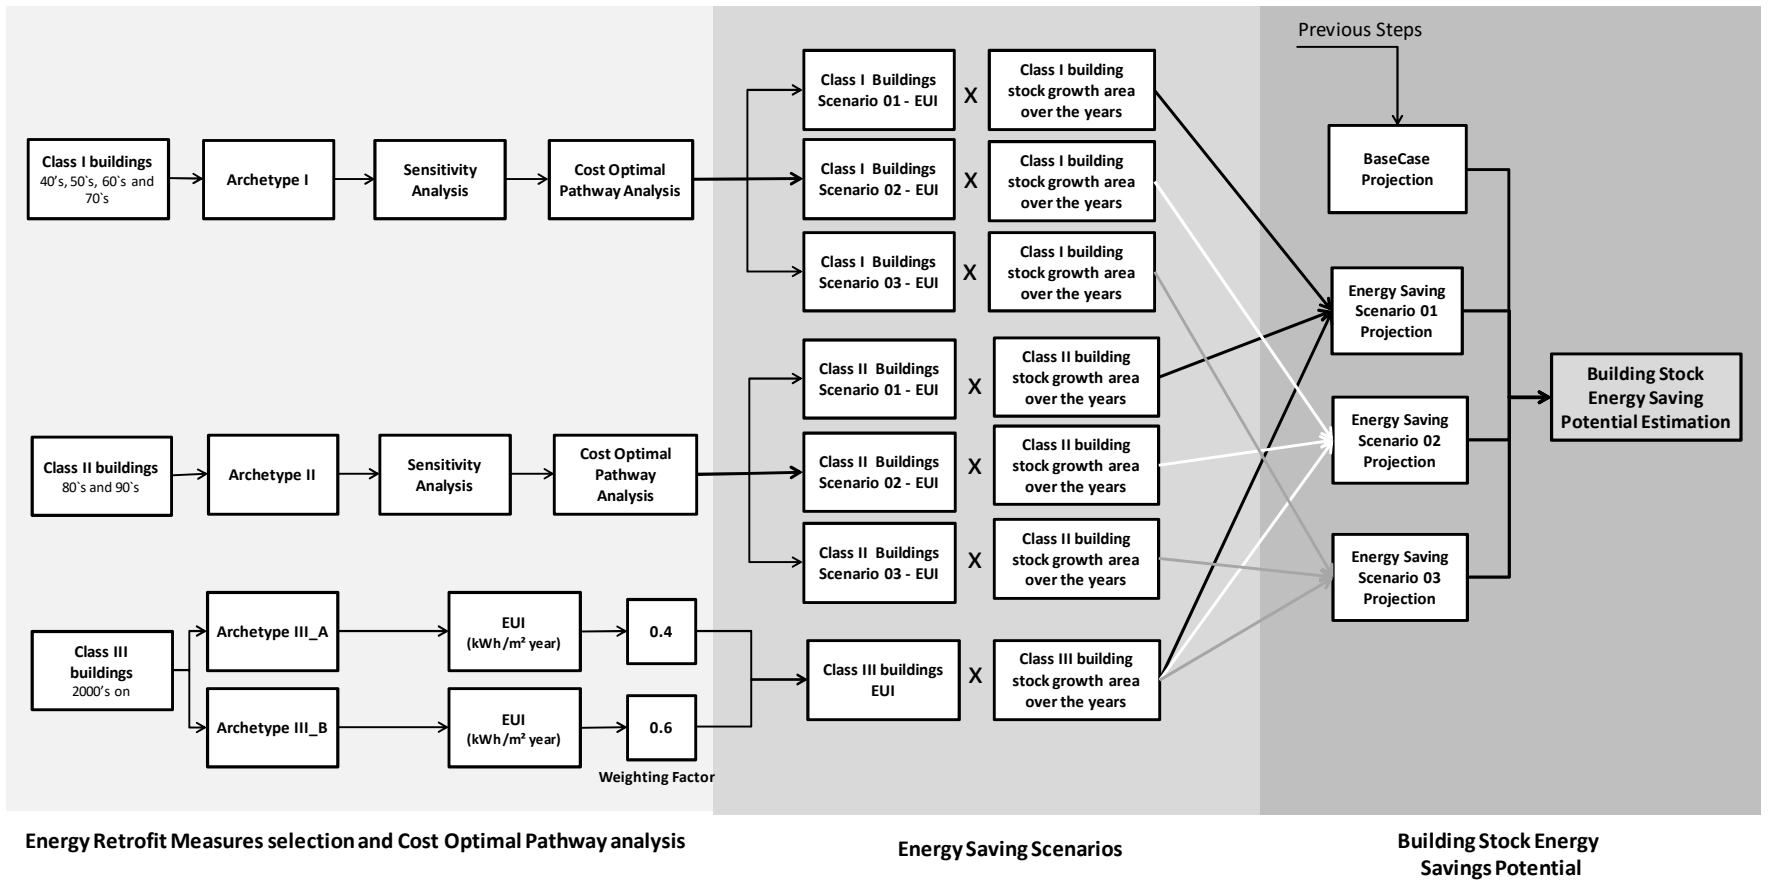 Previous Steps
Class I buildings
40's, 50`s, 60`s and
70`s
Archetype I
Sensitivity
Analysis
Cost Optimal
Pathway Analysis
Class I Buildings
Scenario 01 - EUI
X
Class I building
stock growth area
over the years
Class I Buildings
Scenario 02 - EUI
X
Class I building
stock growth area
over the years
Class I Buildings
Scenario 03 - EUI
X
Class I building
stock growth area
over the years
Class II buildings
80`s and 90`s
Archetype II
Sensitivity
Analysis
Cost Optimal
Pathway
Analysis
Class II Buildings
Scenario 01 - EUI
X
Class II building
stock growth area
over the years
Class II Buildings
Scenario 02 - EUI
X
Class II building
stock growth area
over the years
Class II Buildings
Scenario 03 - EUI
X
Class II building
stock growth area
over the years
Class III
buildings
2000's on
Archetype III_A
EUI
(kWh/m² year)
0.4
Archetype III_B
EUI
(kWh/m² year)
0.6
Weighting Factor
Class III buildings
EUI
X
Class III building
stock growth area
over the years
BaseCase
Projection
Energy Saving
Scenario 01
Projection
Energy Saving
Scenario 02
Projection
Energy Saving
Scenario 03
Projection
Building Stock
Energy Saving
Potential Estimation
Energy Retrofit Measures selection and Cost Optimal Pathway analysis
Energy Saving Scenarios
Building Stock Energy
Savings Potential